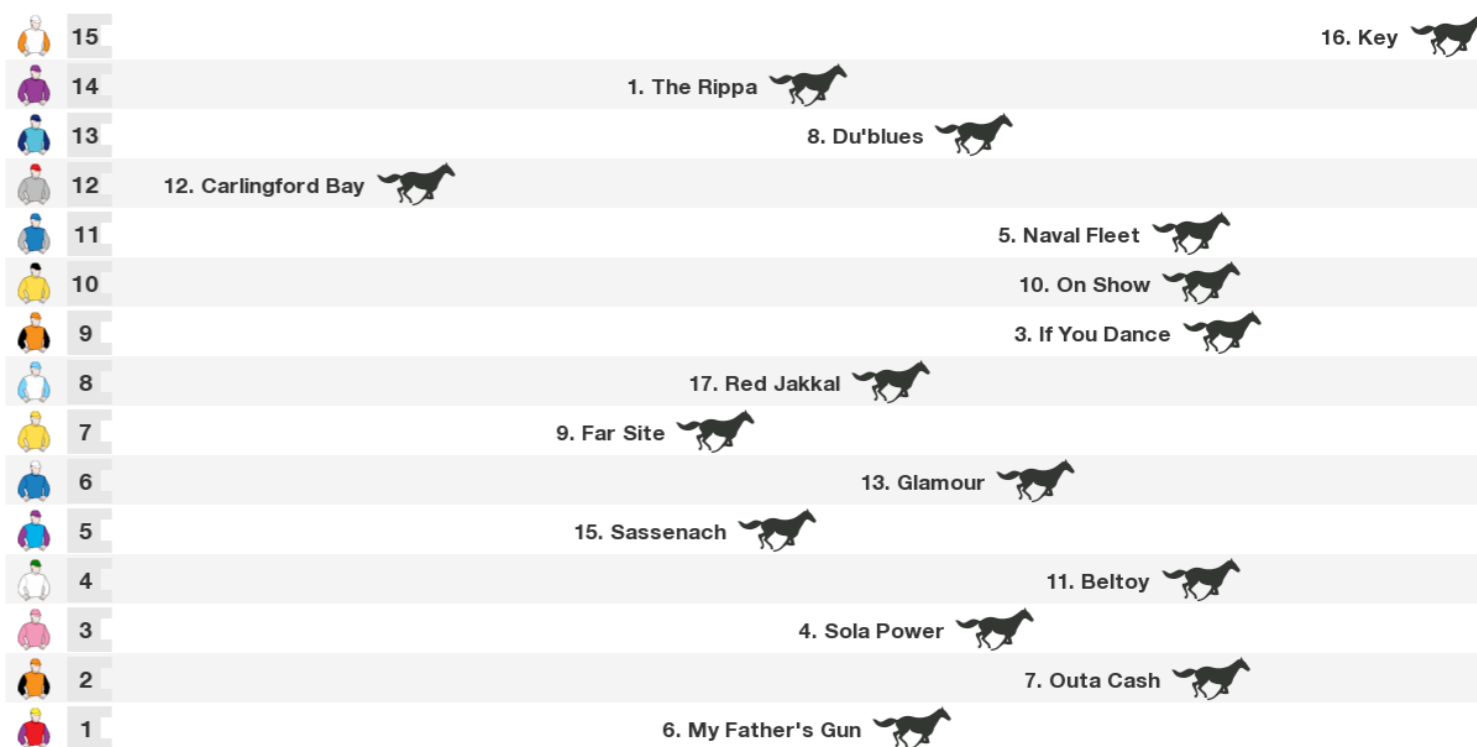 15 16. Key
14 1. The Rippa
13 8. Du'blues
12 12. Carlingford Bay
11 5. Naval Fleet
10 10. On Show
9 3. If You Dance
8 17. Red Jakkal
7 9. Far Site
6 13. Glamour
5 15. Sassenach
4 11. Beltoy
3 4. Sola Power
2 7. Outa Cash
1 6. My Father's Gun